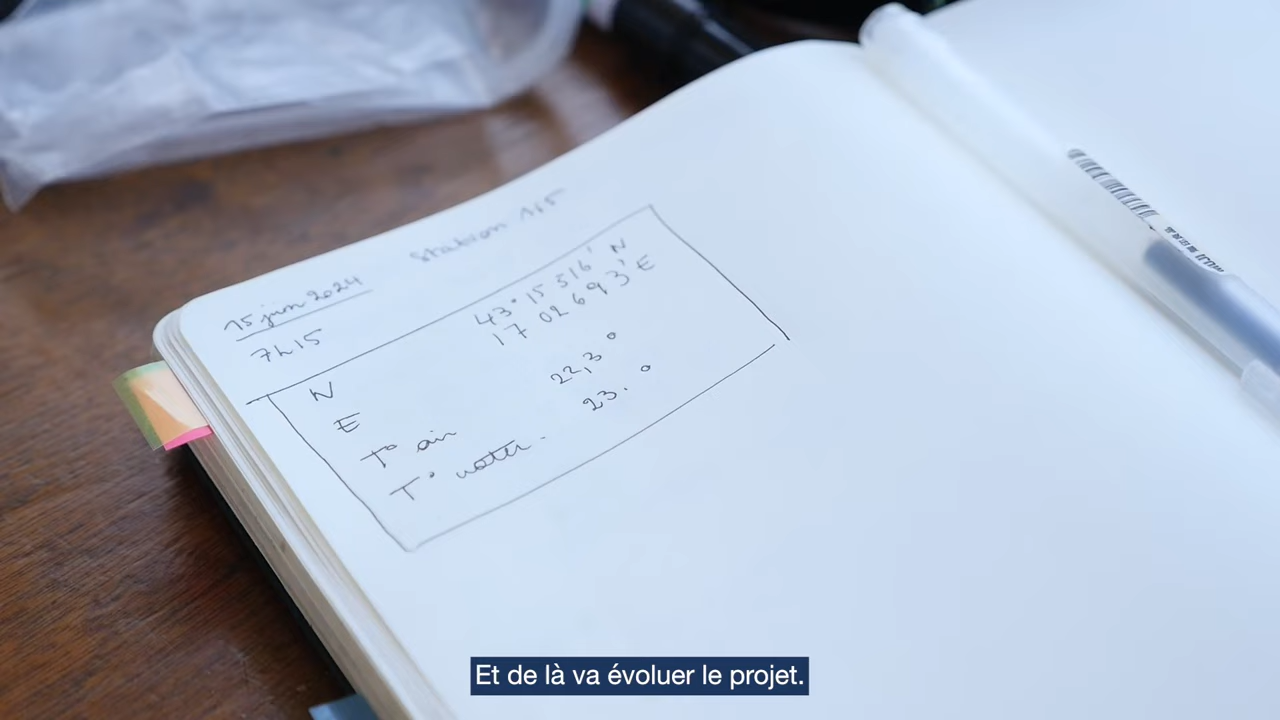 Station 1,5
15 juin 2024
7h15
N 43° 15 516' N
E 17 02 693' E
T° air 22,3°
T° water. 23.°
MUJI
Et de là va évoluer le projet.